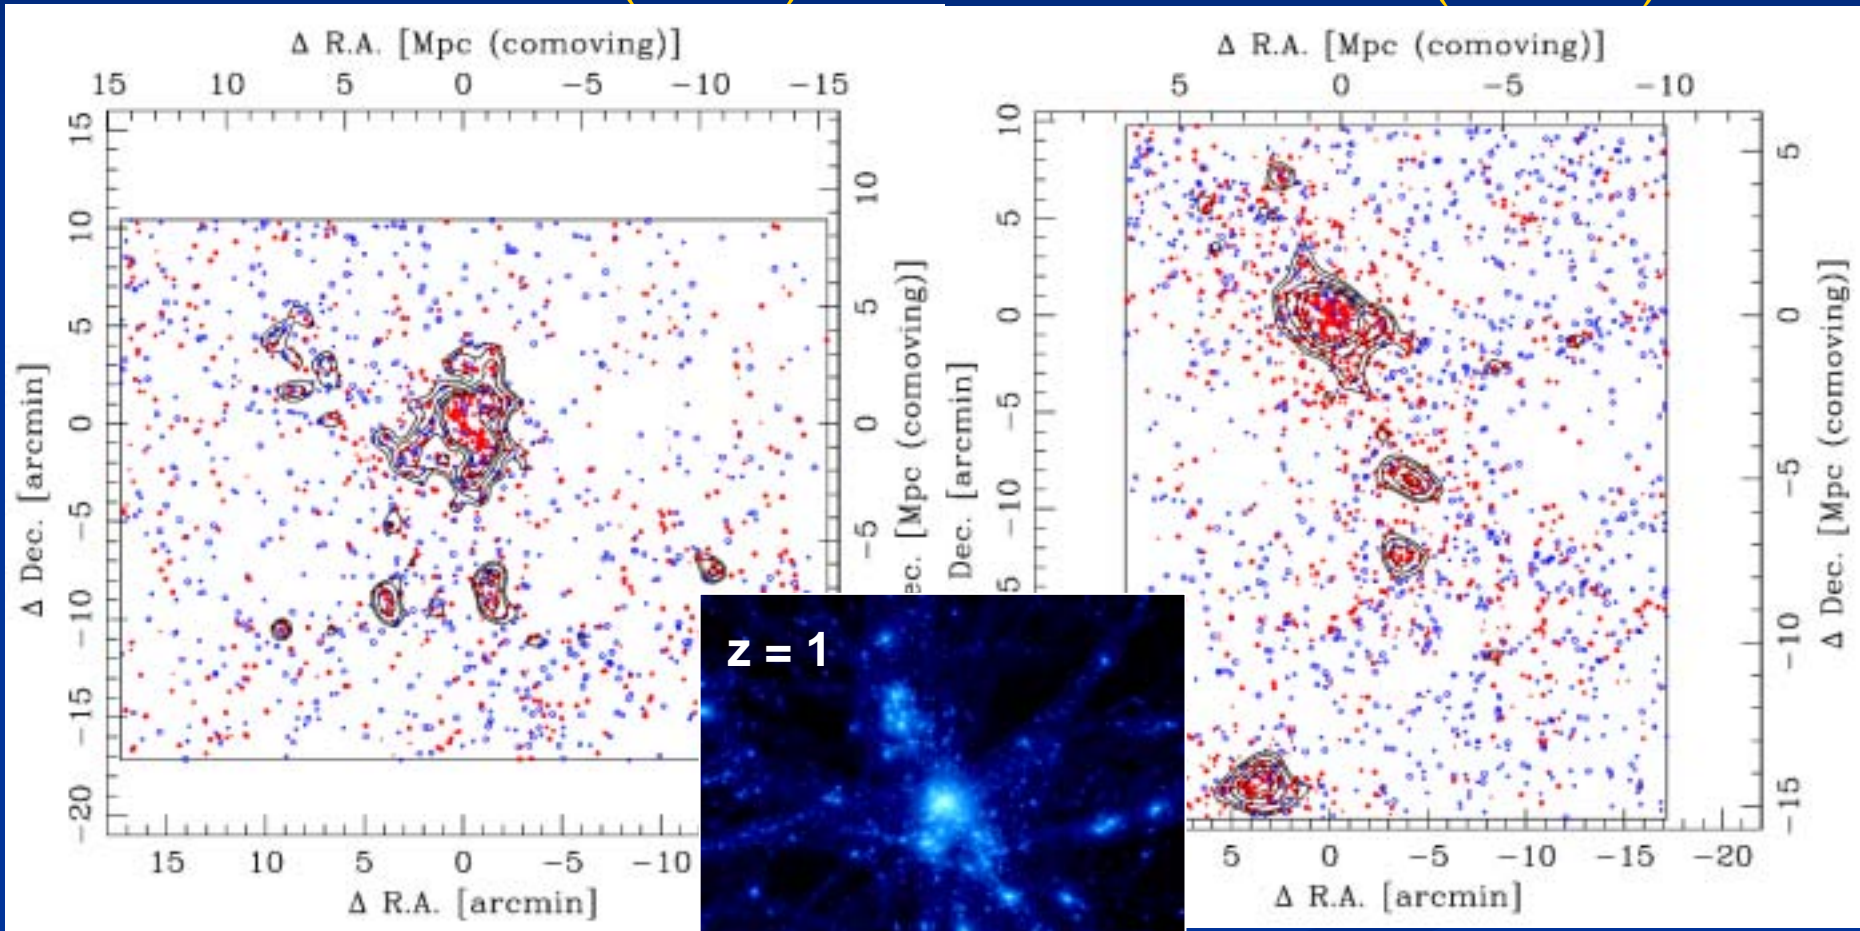 Δ R.A. [Mpc (comoving)]
15 10 5 0 −5 −10 −15
15
10
5
0
−5
−10
−15
−20
Δ Dec. [arcmin]
10
5
0
−5
ec. [Mpc (comoving)]
15 10 5 0 −5 −10
Δ R.A. [arcmin]
Δ R.A. [Mpc (comoving)]
5 0 −5 −10
10
5
0
−5
−10
5
Dec. [arcmin]
5
0
−5
−10
−15
Δ Dec. [Mpc (comoving)]
5 0 −5 −10 −15 −20
Δ R.A. [arcmin]
z = 1